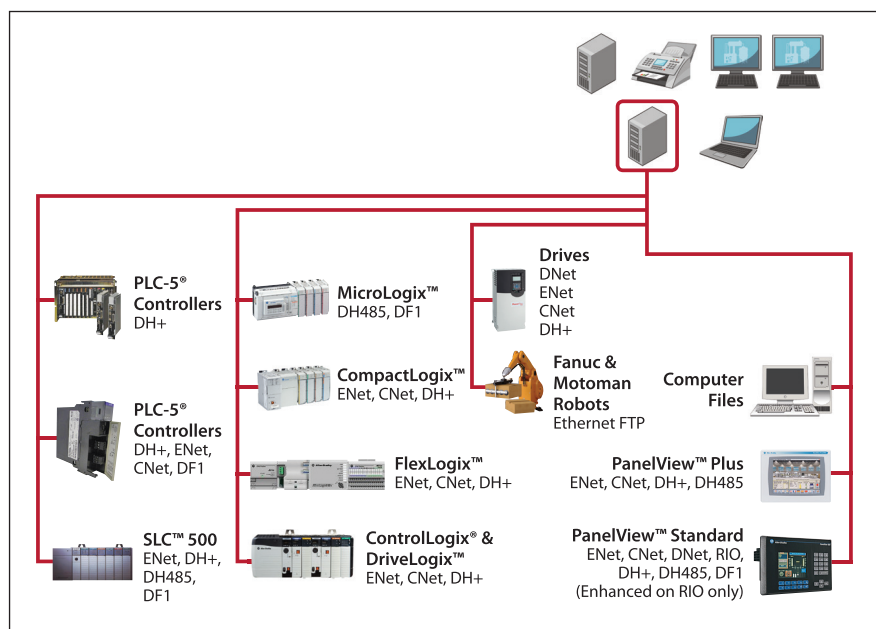 PLC-5®
Controllers
DH+
PLC-5®
Controllers
DH+, ENet,
CNet, DF1
SLC™ 500
ENet, DH+,
DH485,
DF1
MicroLogix™
DH485, DF1
CompactLogix™
ENet, CNet, DH+
FlexLogix™
ENet, CNet, DH+
ControlLogix® &
DriveLogix™
ENet, CNet, DH+
Drives
DNet
ENet
CNet
DH+
Fanuc &
Motoman
Robots
Ethernet FTP
Computer
Files
PanelView™ Plus
ENet, CNet, DH+, DH485
PanelView™ Standard
ENet, CNet, DNet, RIO,
DH+, DH485, DF1
(Enhanced on RIO only)